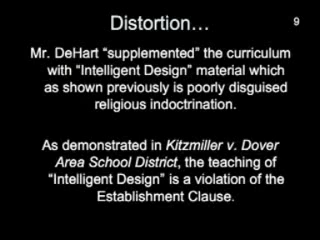 Distortion…
9
Mr. DeHart “supplemented” the curriculum
with “Intelligent Design” material which
as shown previously is poorly disguised
religious indoctrination.
As demonstrated in Kitzmiller v. Dover
Area School District, the teaching of
“Intelligent Design” is a violation of the
Establishment Clause.